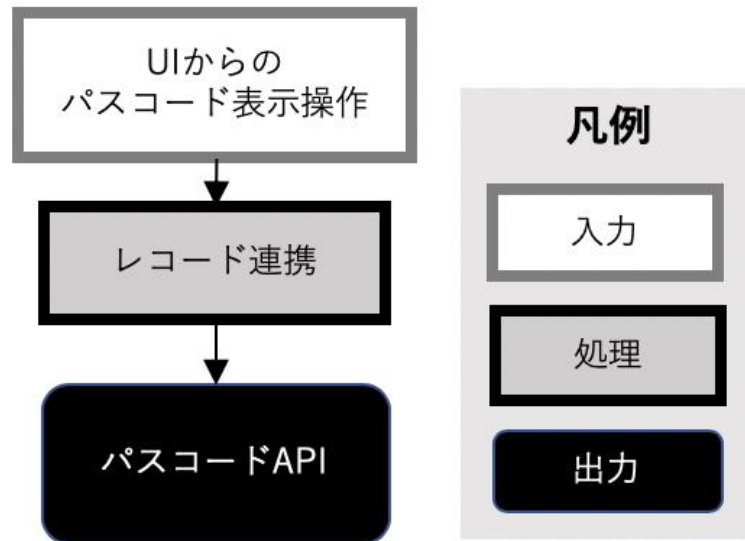 UIからの
パスコード表示操作
レコード連携
パスコードAPI
凡例
入力
処理
出力